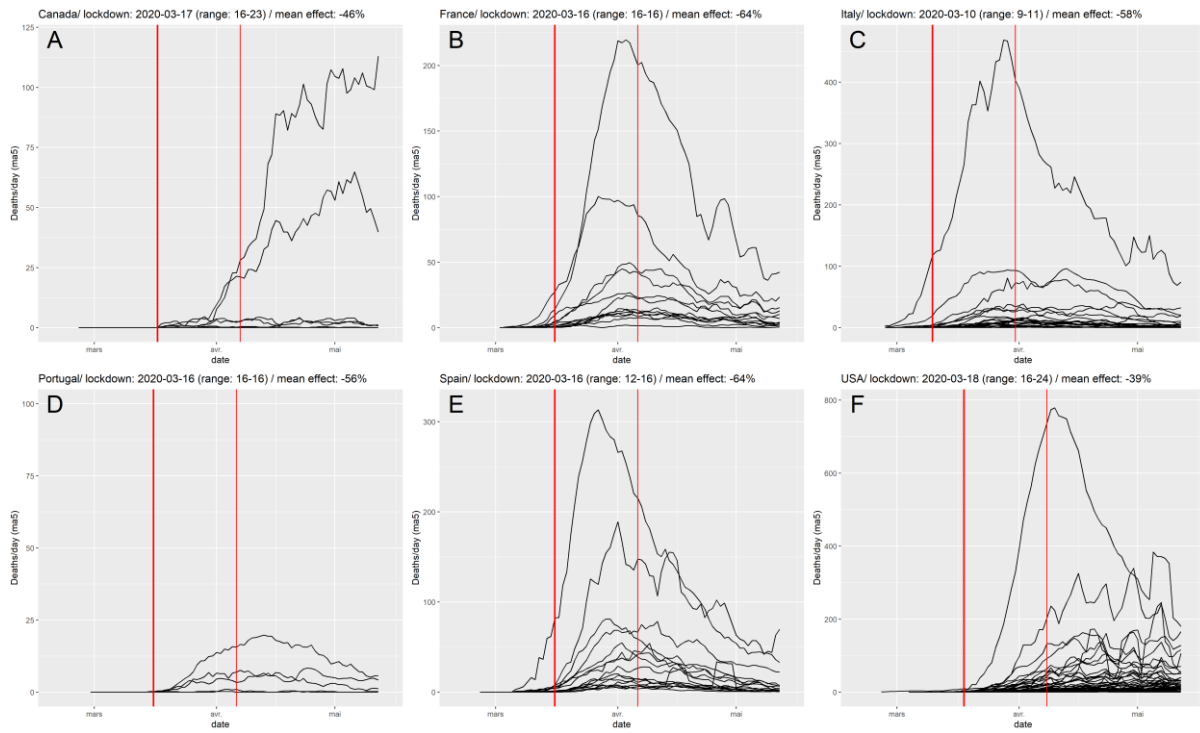 Canada/ lockdown: 2020-03-17 (range: 16-23) / mean effect: -46%
A
125
100
75
50
25
0
Deaths/day (ma5)
mars
avr.
mai
date
France/ lockdown: 2020-03-16 (range: 16-16) / mean effect: -64%
B
200
150
100
50
0
Deaths/day (ma5)
mars
avr.
mai
date
Italy/ lockdown: 2020-03-10 (range: 9-11) / mean effect: -58%
C
400
300
200
100
0
Deaths/day (ma5)
mars
avr.
mai
date
Portugal/ lockdown: 2020-03-16 (range: 16-16) / mean effect: -56%
D
100
75
50
25
0
Deaths/day (ma5)
mars
avr.
mai
date
Spain/ lockdown: 2020-03-16 (range: 12-16) / mean effect: -64%
E
300
200
100
0
Deaths/day (ma5)
mars
avr.
mai
date
USA/ lockdown: 2020-03-18 (range: 16-24) / mean effect: -39%
F
800
600
400
200
0
Deaths/day (ma5)
mars
avr.
mai
date